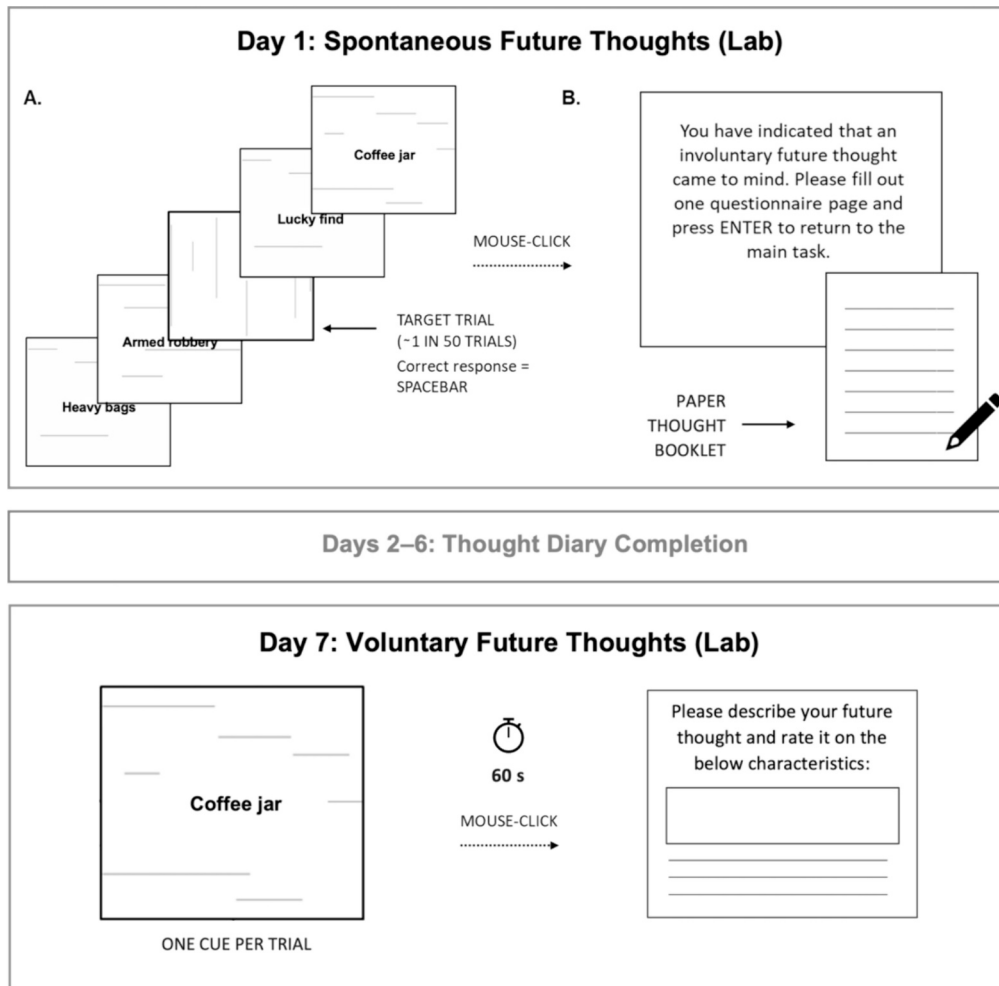 Day 1: Spontaneous Future Thoughts (Lab)
A.
Coffee jar
Lucky find
Armed robbery
Heavy bags
MOUSE-CLICK
TARGET TRIAL
(~1 IN 50 TRIALS)
Correct response =
SPACEBAR
B.
You have indicated that an
involuntary future thought
came to mind. Please fill out
one questionnaire page and
press ENTER to return to the
main task.
PAPER
THOUGHT
BOOKLET
Days 2–6: Thought Diary Completion
Day 7: Voluntary Future Thoughts (Lab)
Coffee jar
ONE CUE PER TRIAL
60 s
MOUSE-CLICK
Please describe your future
thought and rate it on the
below characteristics: